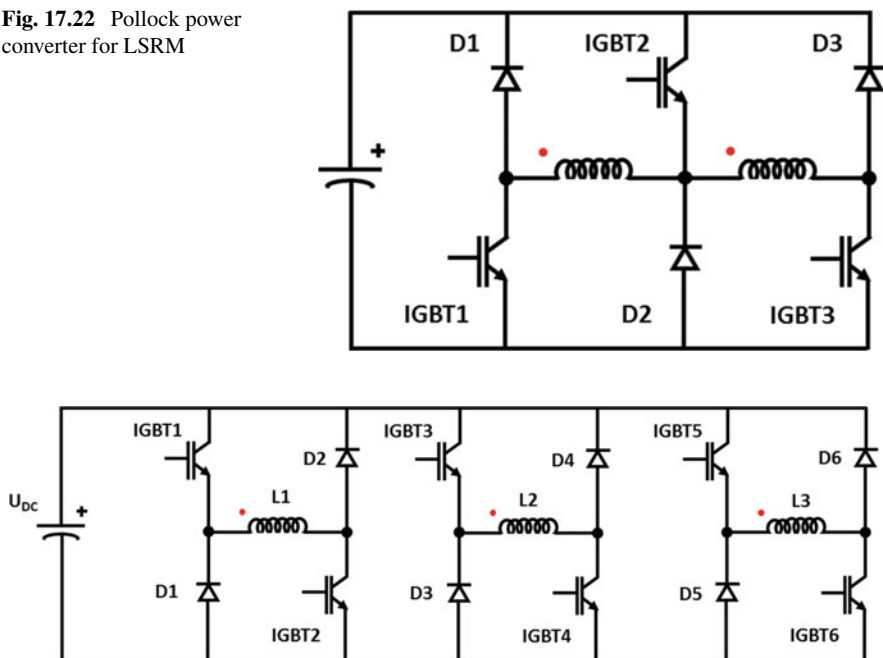 Fig. 17.22 Pollock power
converter for LSRM
D1
IGBT2
D3
+
IGBT1
D2
IGBT3
IGBT1
D2
IGBT3
D4
IGBT5
D6
U_DC
+
L1
L2
L3
D1
IGBT2
D3
IGBT4
D5
IGBT6